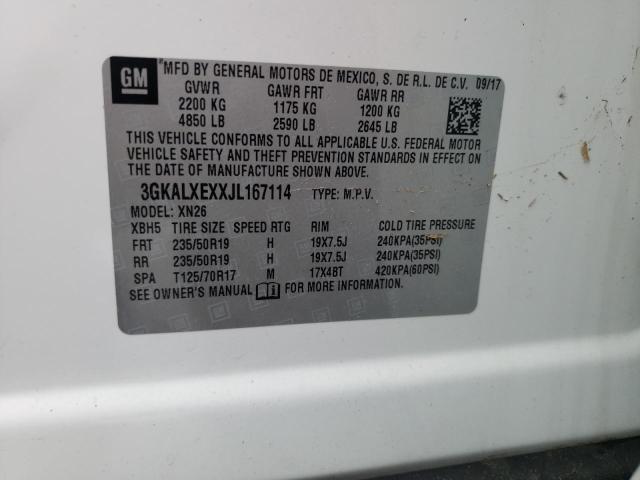 GM
*MFD BY GENERAL MOTORS DE MEXICO, S. DE R.L. DE C.V. 09/17
GVWR GAWR FRT GAWR RR
2200 KG 1175 KG 1200 KG
4850 LB 2590 LB 2645 LB
THIS VEHICLE CONFORMS TO ALL APPLICABLE U.S. FEDERAL MOTOR
VEHICLE SAFETY AND THEFT PREVENTION STANDARDS IN EFFECT ON
THE DATE OF MANUFACTURE SHOWN ABOVE.
3GKALXEXXJL167114 TYPE: M.P.V.
MODEL: XN26
XBH5 TIRE SIZE SPEED RTG RIM COLD TIRE PRESSURE
FRT 235/50R19 H 19X7.5J 240KPA(35PSI)
RR 235/50R19 H 19X7.5J 240KPA(35PSI)
SPA T125/70R17 M 17X4BT 420KPA(60PSI)
SEE OWNER'S MANUAL FOR MORE INFORMATION.